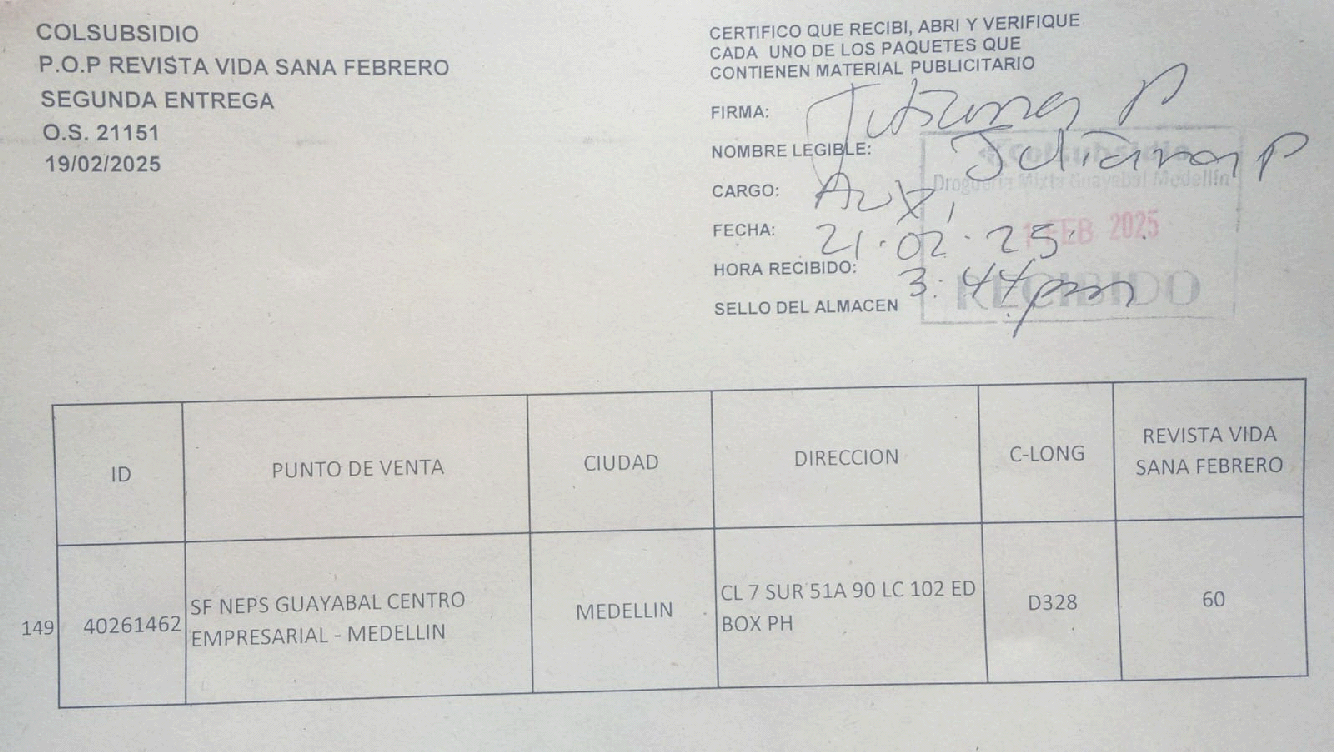 COLSUBSIDIO
P.O.P REVISTA VIDA SANA FEBRERO
SEGUNDA ENTREGA
O.S. 21151
19/02/2025
CERTIFICO QUE RECIBI, ABRI Y VERIFIQUE
CADA UNO DE LOS PAQUETES QUE
CONTIENEN MATERIAL PUBLICITARIO
FIRMA:
NOMBRE LEGIBLE: Juliana P
CARGO: Aux,
FECHA: 21.02.25
HORA RECIBIDO: 3:44pm
SELLO DEL ALMACEN
Colsubsidio
Droguería Mixta Guayabal Medellín
FEB 2025
RECIBIDO
ID PUNTO DE VENTA CIUDAD DIRECCION C-LONG REVISTA VIDA
SANA FEBRERO
149 40261462 SF NEPS GUAYABAL CENTRO
EMPRESARIAL - MEDELLIN MEDELLIN CL 7 SUR 51A 90 LC 102 ED
BOX PH D328 60